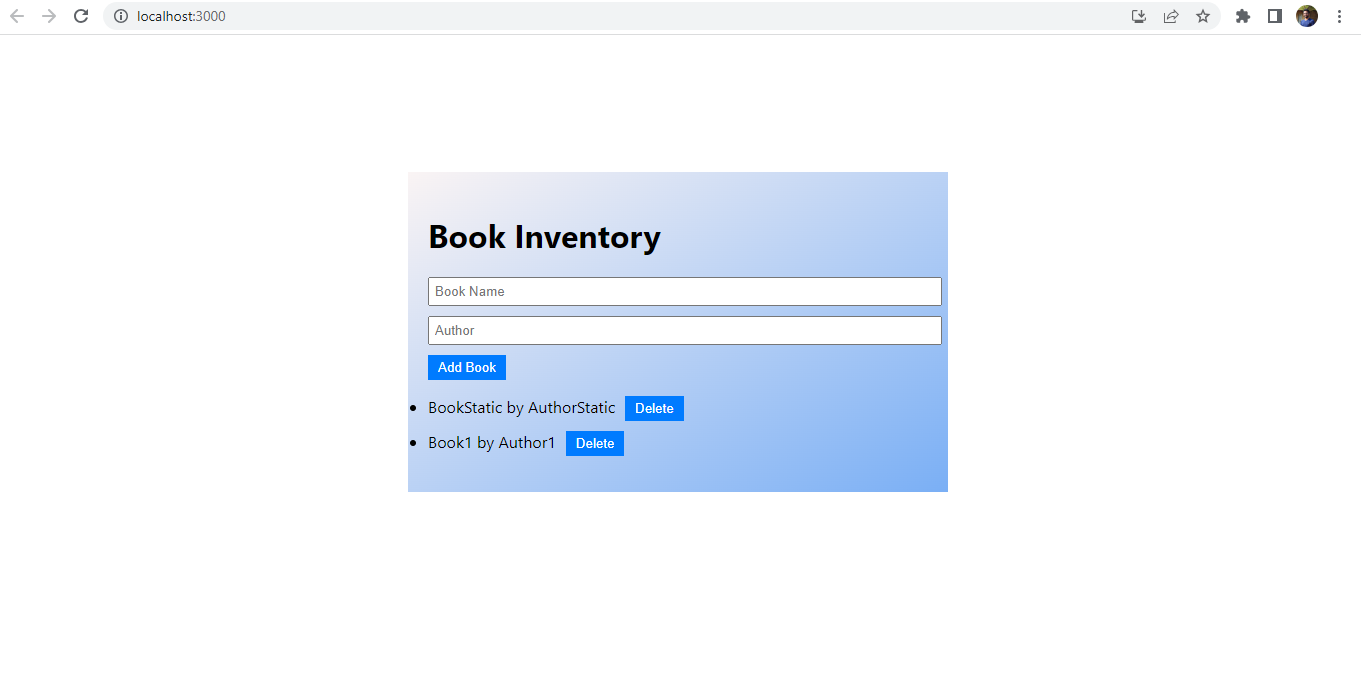 localhost:3000
Book Inventory
Book Name
Author
Add Book
BookStatic by AuthorStatic Delete
Book1 by Author1 Delete